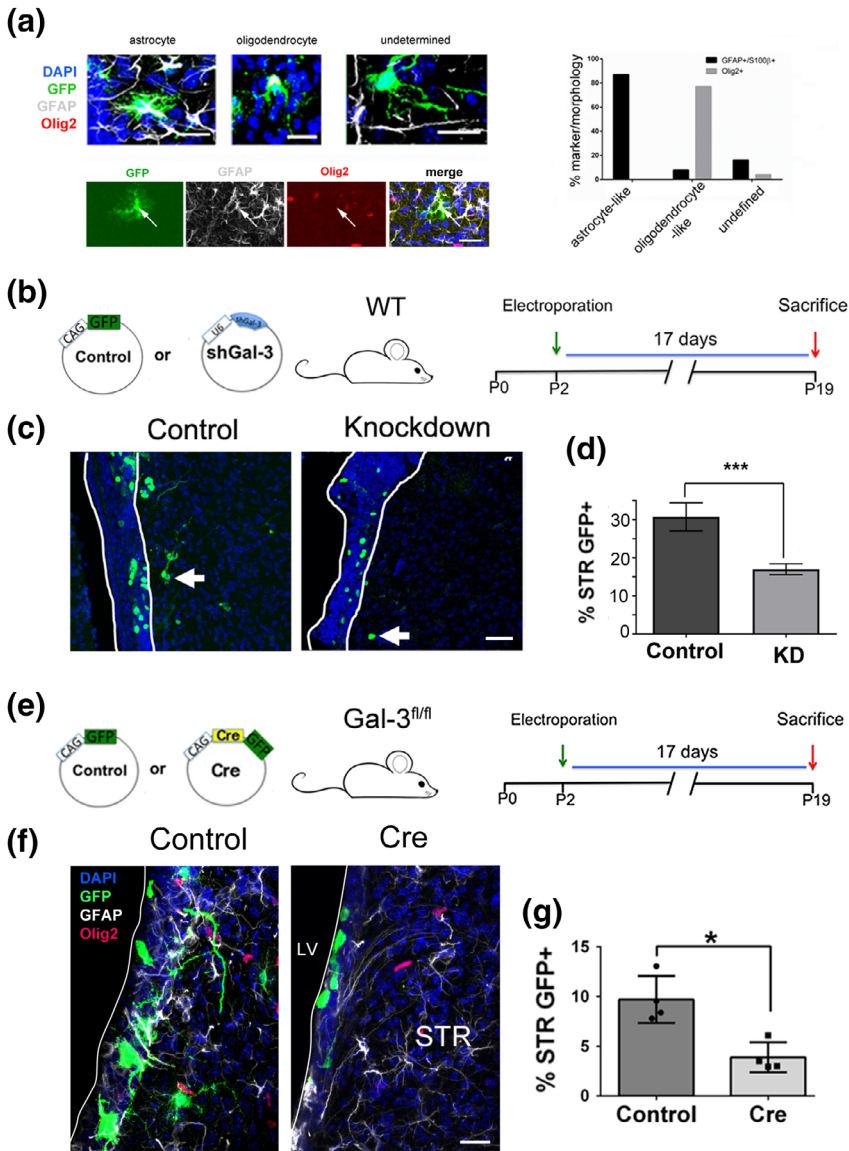 (a)
astrocyte
oligodendrocyte
undetermined
DAPI
GFP
GFAP
Olig2
GFP
GFAP
Olig2
merge
% marker/morphology
100
80
60
40
20
0
GFAP+/S100β+
Olig2+
astrocyte-like
oligodendrocyte
-like
undefined
(b)
CAG
GFP
Control
or
U6
shGal-3
shGal-3
WT
Electroporation
Sacrifice
17 days
P0
P2
P19
(c)
Control
Knockdown
(d)
***
% STR GFP+
30
20
10
0
Control
KD
(e)
CAG
GFP
Control
or
CAG
Cre
GFP
Cre
Gal-3fl/fl
Electroporation
Sacrifice
17 days
P0
P2
P19
(f)
Control
Cre
DAPI
GFP
GFAP
Olig2
LV
STR
(g)
*
% STR GFP+
15
10
5
0
Control
Cre